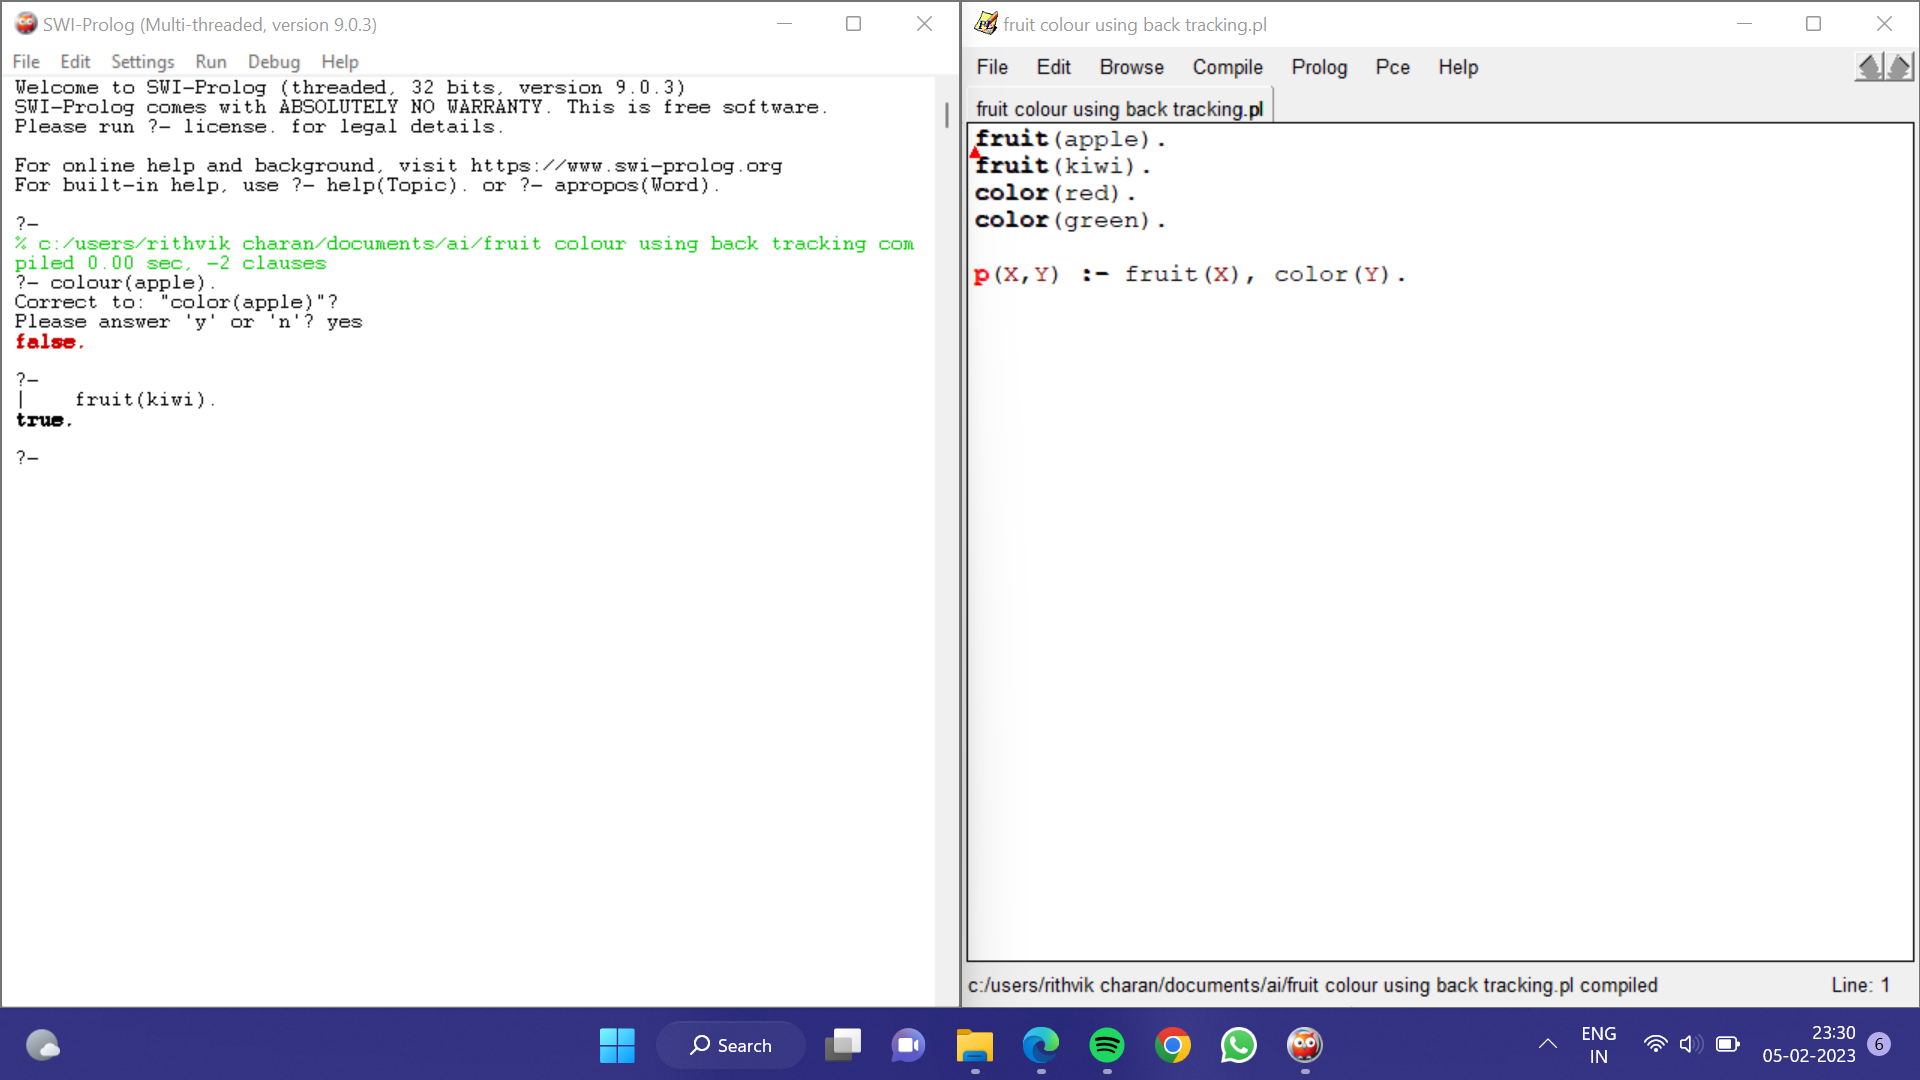 SWI-Prolog (Multi-threaded, version 9.0.3)
File Edit Settings Run Debug Help
Welcome to SWI-Prolog (threaded, 32 bits, version 9.0.3)
SWI-Prolog comes with ABSOLUTELY NO WARRANTY. This is free software.
Please run ?- license. for legal details.
For online help and background, visit https://www.swi-prolog.org
For built-in help, use ?- help(Topic). or ?- apropos(Word).
?-
% c:/users/rithvik charan/documents/ai/fruit colour using back tracking com
piled 0.00 sec, -2 clauses
?- colour(apple).
Correct to: "color(apple)"?
Please answer 'y' or 'n'? yes
false.
?-
|    fruit(kiwi).
true.
?-
fruit colour using back tracking.pl
File Edit Browse Compile Prolog Pce Help
fruit colour using back tracking.pl
fruit(apple).
fruit(kiwi).
color(red).
color(green).
p(X,Y) :- fruit(X), color(Y).
c:/users/rithvik charan/documents/ai/fruit colour using back tracking.pl compiled Line: 1
Search
ENG
IN
23:30
05-02-2023
6